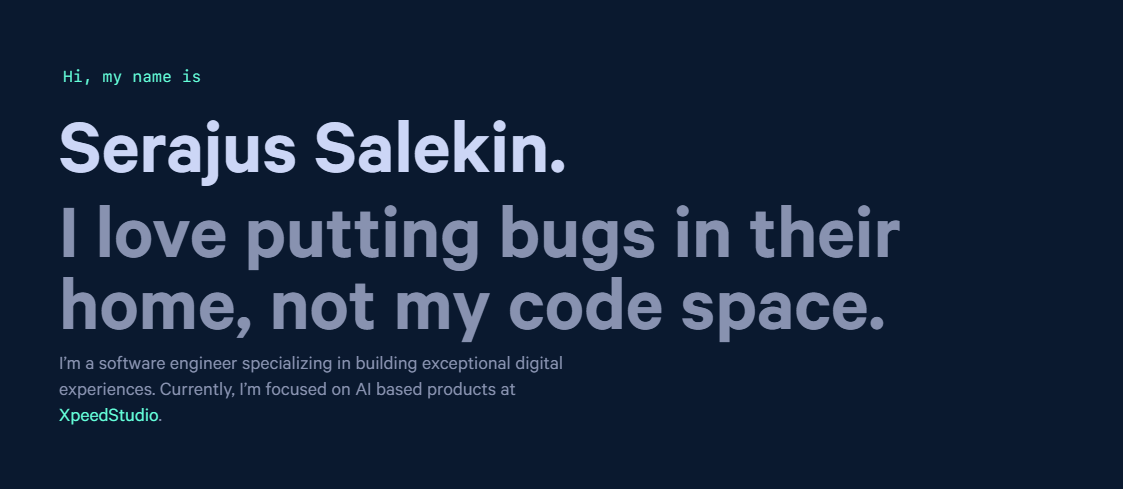 Hi, my name is
Serajus Salekin.
I love putting bugs in their
home, not my code space.
I’m a software engineer specializing in building exceptional digital
experiences. Currently, I’m focused on AI based products at
XpeedStudio.